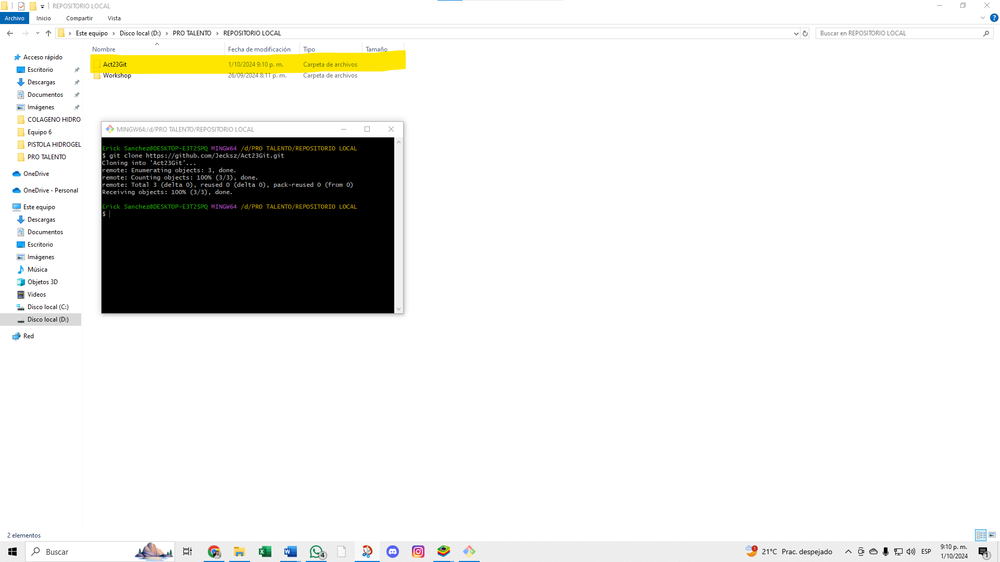 REPOSITORIO LOCAL
Archivo Inicio Compartir Vista
Este equipo Disco local (D:) PRO TALENTO REPOSITORIO LOCAL
Buscar en REPOSITORIO LOCAL
Nombre Fecha de modificación Tipo Tamaño
Act23Git 1/10/2024 9:10 p. m. Carpeta de archivos
Workshop 26/09/2024 8:11 p. m. Carpeta de archivos
Acceso rápido
Escritorio
Descargas
Documentos
Imágenes
COLAGENO HIDRO
Equipo 6
PISTOLA HIDROGEL
PRO TALENTO
OneDrive
OneDrive - Personal
Este equipo
Descargas
Documentos
Escritorio
Imágenes
Música
Objetos 3D
Videos
Disco local (C:)
Disco local (D:)
Red
MINGW64:/d/PRO TALENTO/REPOSITORIO LOCAL
Erick Sanchez@DESKTOP-E3T2SPQ MINGW64 /d/PRO TALENTO/REPOSITORIO LOCAL
$ git clone https://github.com/Jecksz/Act23Git.git
Cloning into 'Act23Git'...
remote: Enumerating objects: 3, done.
remote: Counting objects: 100% (3/3), done.
remote: Total 3 (delta 0), reused 0 (delta 0), pack-reused 0 (from 0)
Receiving objects: 100% (3/3), done.
Erick Sanchez@DESKTOP-E3T2SPQ MINGW64 /d/PRO TALENTO/REPOSITORIO LOCAL
$
2 elementos
Buscar
4
1
21°C Prac. despejado
ESP
9:10 p. m.
1/10/2024
1